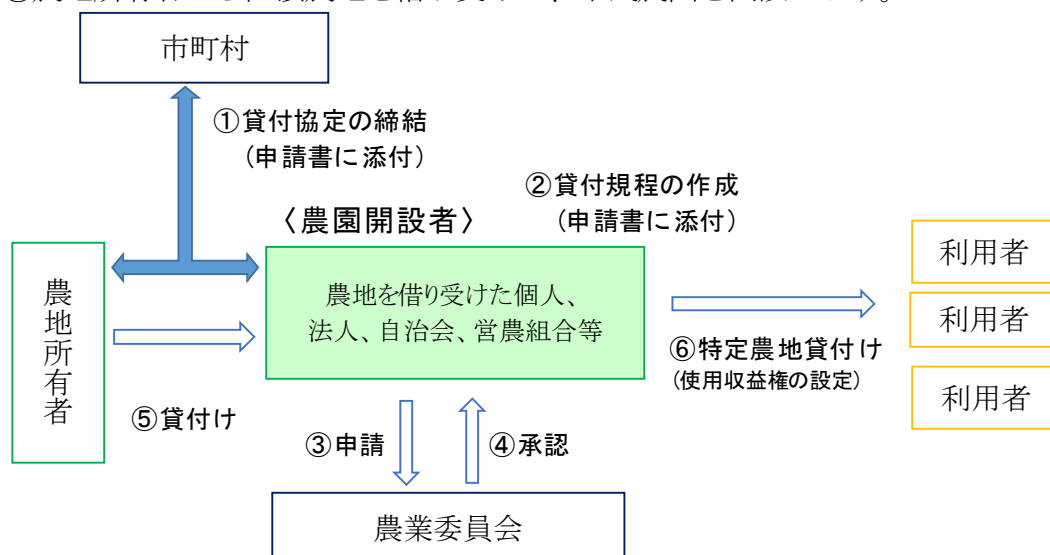 市町村
①貸付協定の締結
（申請書に添付）
②貸付規程の作成
（申請書に添付）
〈農園開設者〉
農地所有者
農地を借り受けた個人、
法人、自治会、営農組合等
利用者
利用者
利用者
⑥特定農地貸付け
(使用収益権の設定)
⑤貸付け
③申請
④承認
農業委員会